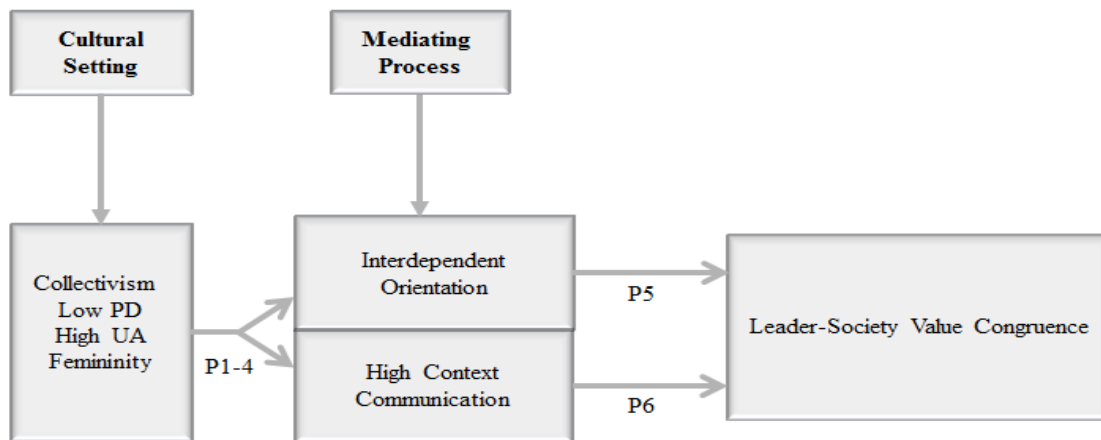 Cultural
Setting
Mediating
Process
Collectivism
Low PD
High UA
Femininity
P1-4
Interdependent
Orientation
High Context
Communication
P5
P6
Leader-Society Value Congruence